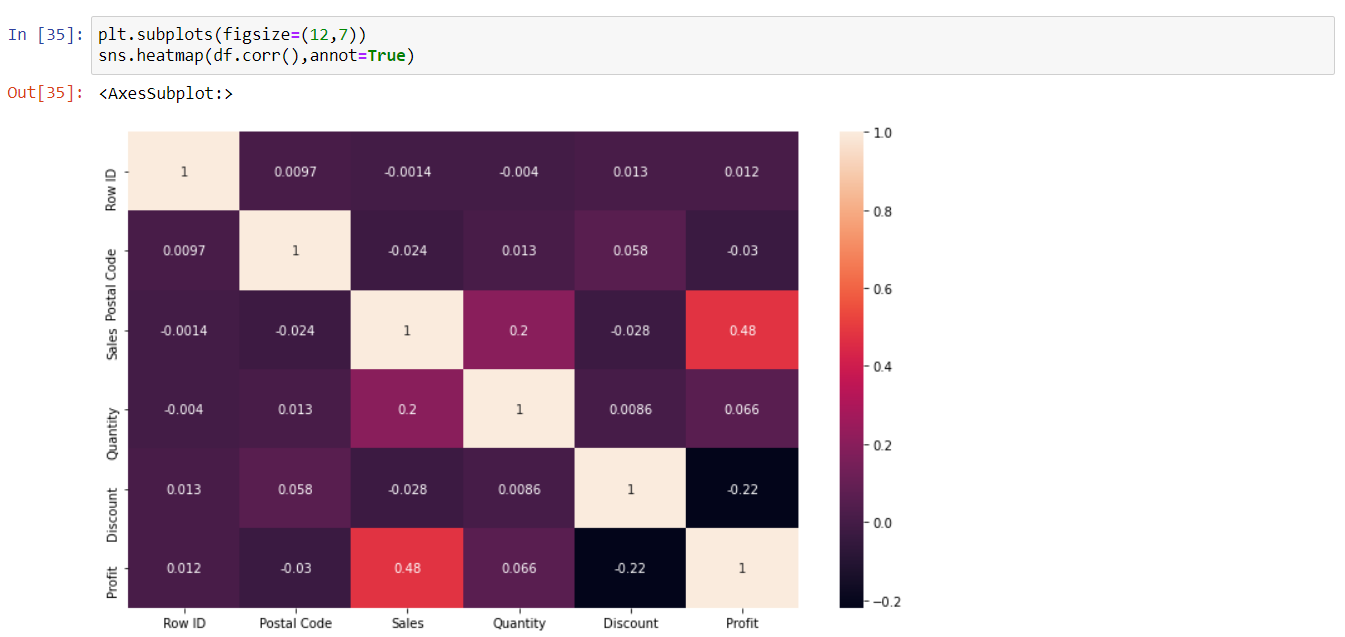 In [35]: plt.subplots(figsize=(12,7))
sns.heatmap(df.corr(),annot=True)
Out[35]: <AxesSubplot:>
Row ID 1 0.0097 -0.0014 -0.004 0.013 0.012
Postal Code 0.0097 1 -0.024 0.013 0.058 -0.03
Sales -0.0014 -0.024 1 0.2 -0.028 0.48
Quantity -0.004 0.013 0.2 1 0.0086 0.066
Discount 0.013 0.058 -0.028 0.0086 1 -0.22
Profit 0.012 -0.03 0.48 0.066 -0.22 1
Row ID Postal Code Sales Quantity Discount Profit
1.0
0.8
0.6
0.4
0.2
0.0
−0.2